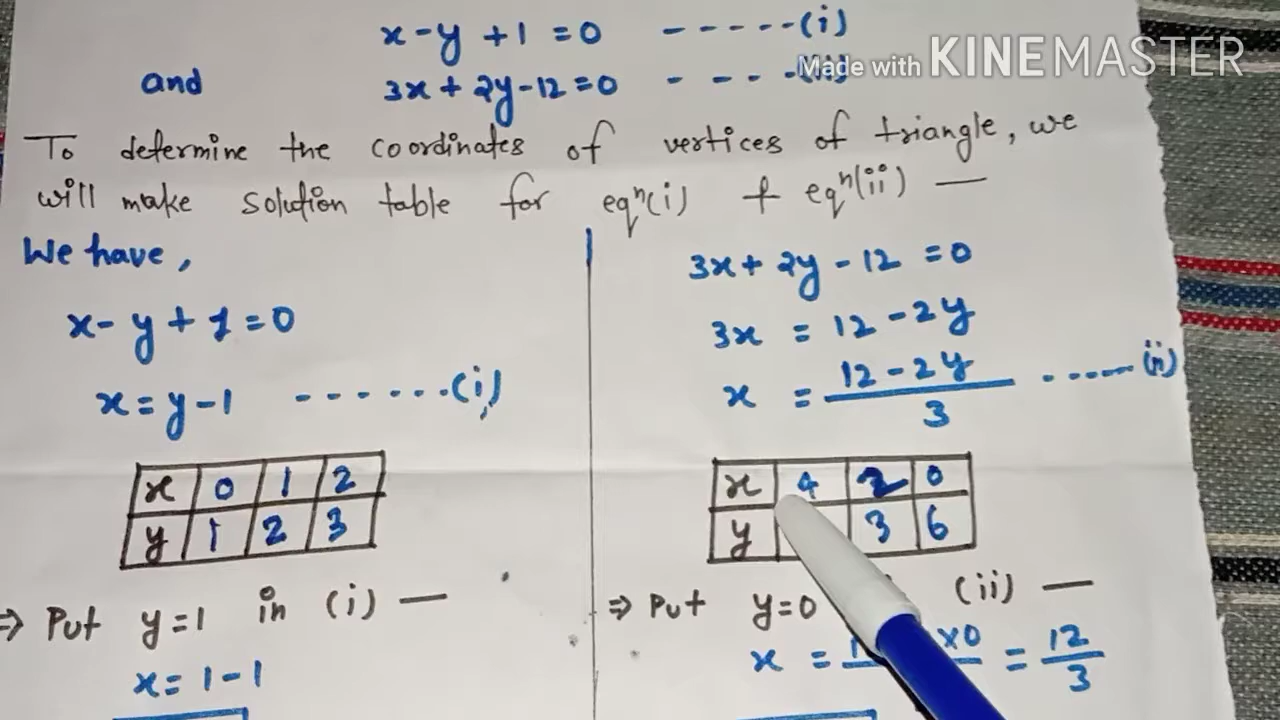 x - y + 1 = 0 -----(i)
Made with KINEMASTER
and 3x + 2y - 12 = 0 - - - -(ii)
To determine the coordinates of vertices of triangle, we
will make solution table for eqⁿ(i) & eqⁿ(ii) —
We have,
x - y + 1 = 0
x = y - 1 -------(i)
x 0 1 2
y 1 2 3
⇒ Put y = 1 in (i) —
x = 1 - 1
3x + 2y - 12 = 0
3x = 12 - 2y
x = 12 - 2y / 3 ------(ii)
x 4 2 0
y 3 6
⇒ Put y = 0 (ii) —
x = x0 = 12 / 3